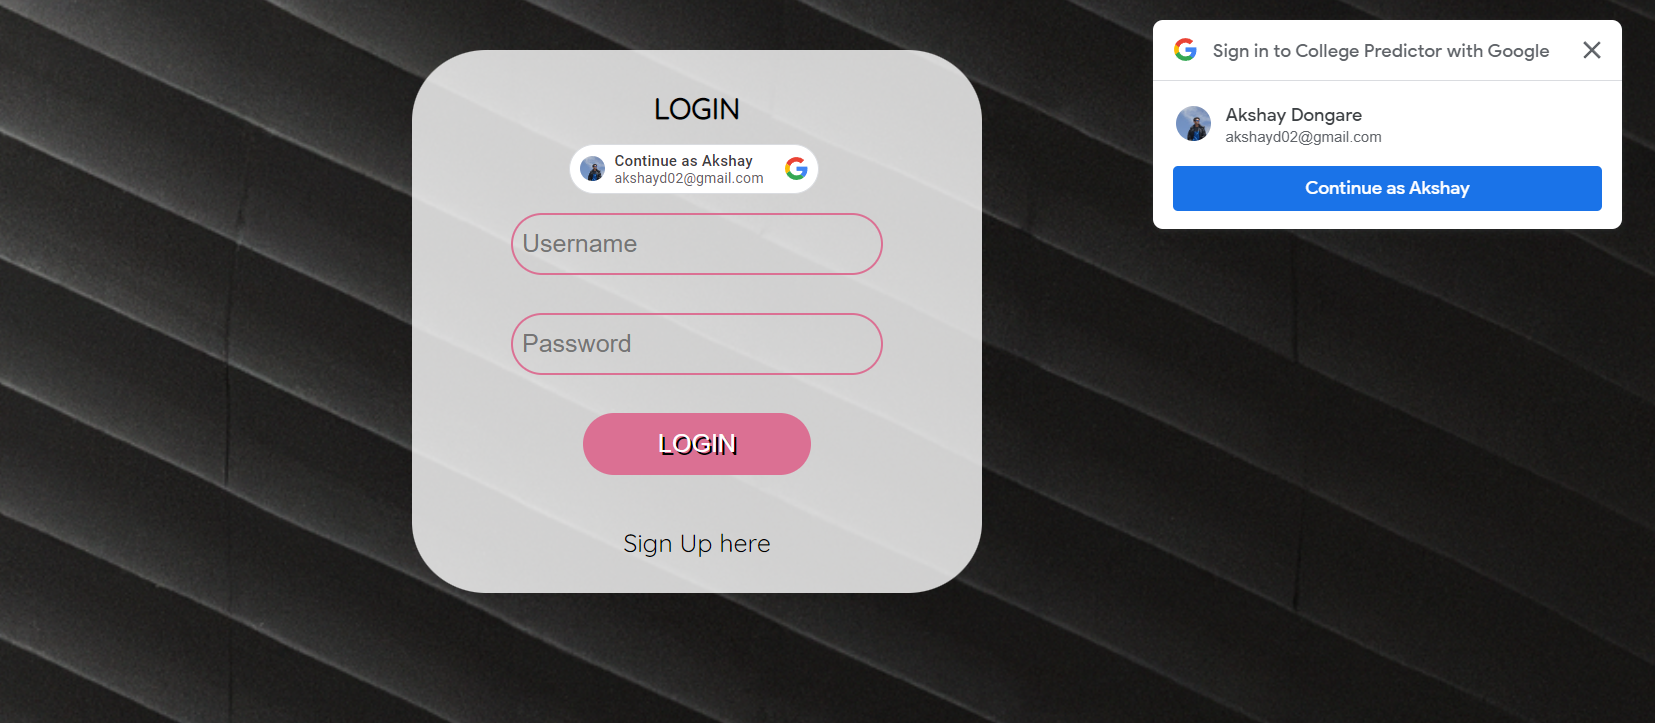 LOGIN
Continue as Akshay
akshayd02@gmail.com
Username
Password
LOGIN
Sign Up here
Sign in to College Predictor with Google
Akshay Dongare
akshayd02@gmail.com
Continue as Akshay